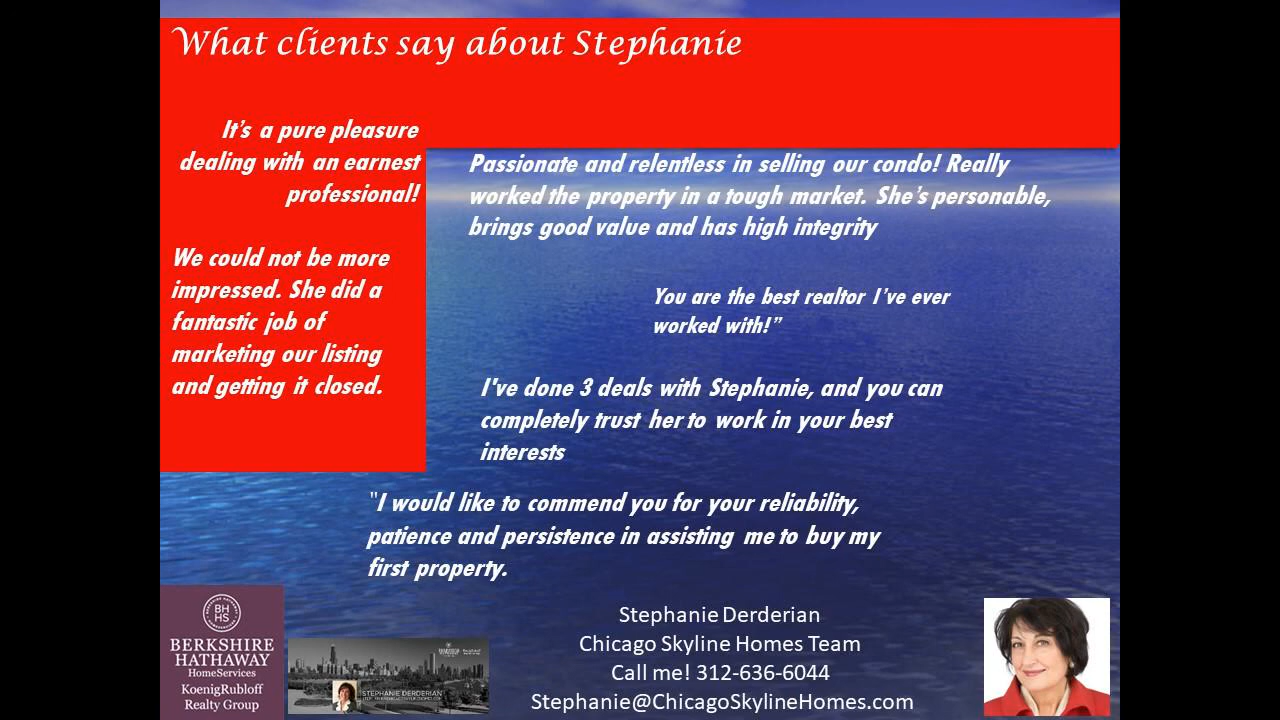 What clients say about Stephanie
It's a pure pleasure
dealing with an earnest
professional!
We could not be more
impressed. She did a
fantastic job of
marketing our listing
and getting it closed.
Passionate and relentless in selling our condo! Really
worked the property in a tough market. She's personable,
brings good value and has high integrity
You are the best realtor I've ever
worked with!”
I've done 3 deals with Stephanie, and you can
completely trust her to work in your best
interests
"I would like to commend you for your reliability,
patience and persistence in assisting me to buy my
first property.
BH
HS
BERKSHIRE
HATHAWAY
HomeServices
KoenigRubloff
Realty Group
STEPHANIE DERDERIAN
Stephanie Derderian
Chicago Skyline Homes Team
Call me! 312-636-6044
Stephanie@ChicagoSkylineHomes.com